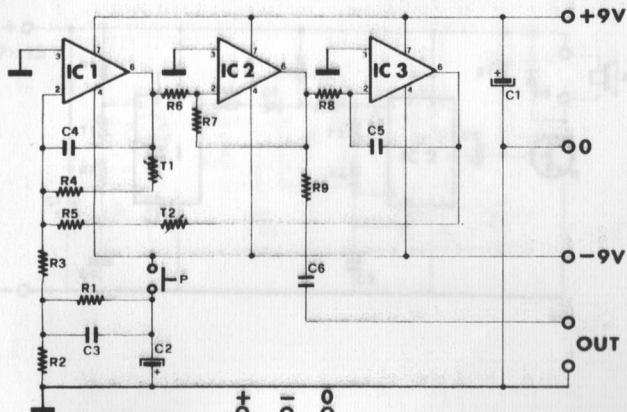 +9V
3 7 6 2 4 IC 1
3 7 6 2 4 IC 2
3 7 6 2 4 IC 3
R6
R8
C1
R7
C4
C5
0
T1
R4
R9
R5
T2
R3
-9V
C6
P
R1
C3
C2
OUT
R2
+ - 0